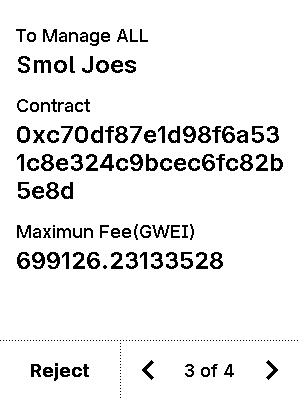 To Manage ALL
Smol Joes
Contract
0xc70df87e1d98f6a53
1c8e324c9bcec6fc82b
5e8d
Maximun Fee(GWEI)
699126.23133528
Reject
3 of 4